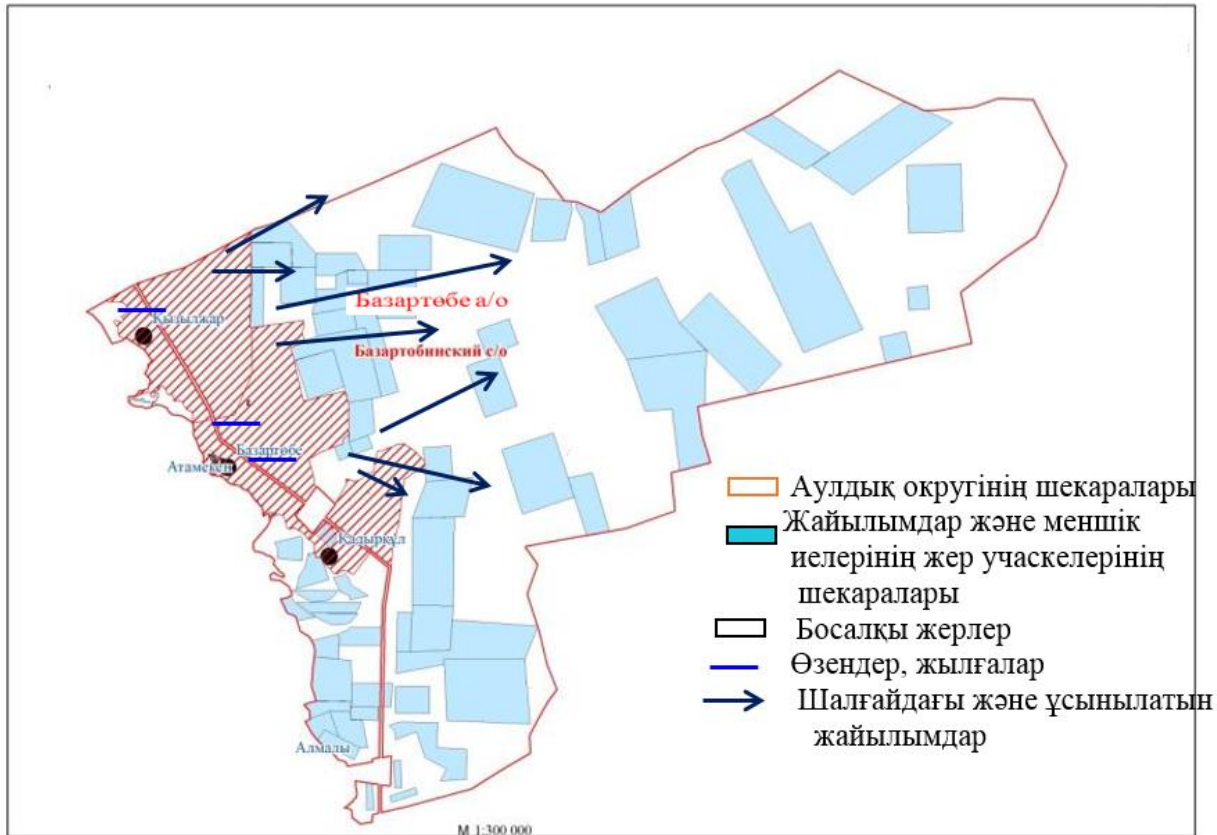 Базартөбе а/о
Базартобинский с/о
Кызылжар
Базартөбе
Атамекен
Кадырқұл
Алмалы
Аулдық округінің шекаралары
Жайылымдар және меншік
иелерінің жер учаскелерінің
шекаралары
Босалқы жерлер
Өзендер, жылғалар
Шалғайдағы және ұсынылатын
жайылымдар
М 1:300 000